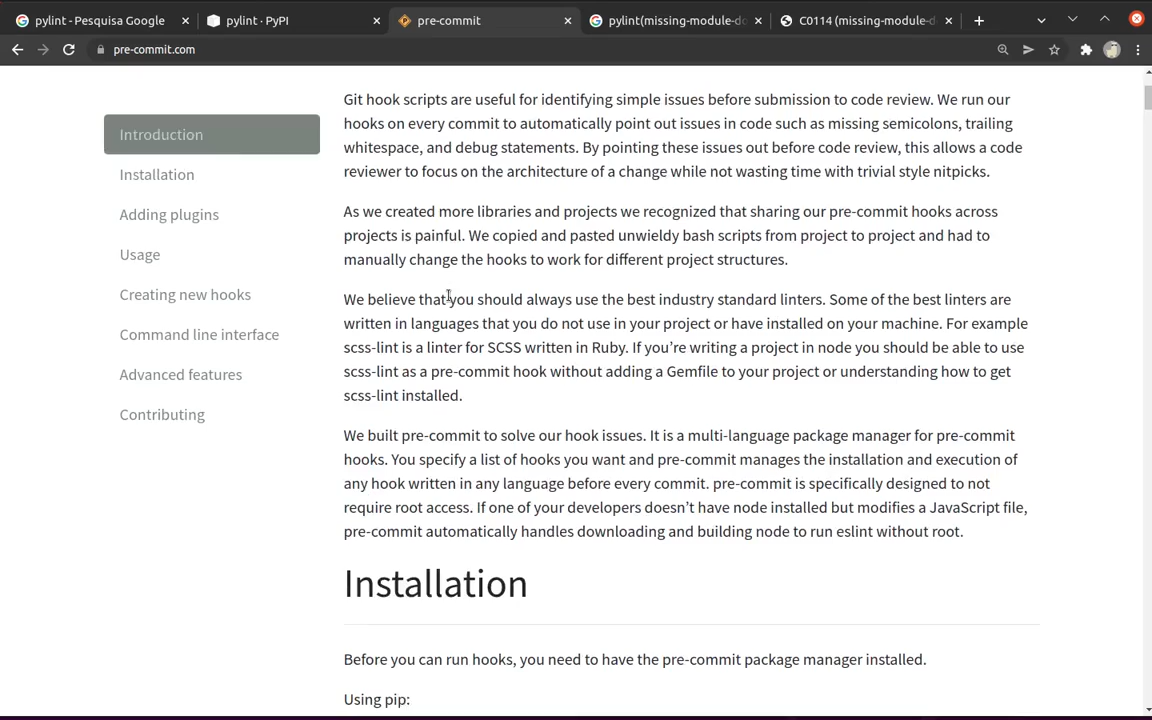 pylint - Pesquisa Google
pylint · PyPI
pre-commit
pylint(missing-module-do
C0114 (missing-module-d
pre-commit.com
Introduction
Installation
Adding plugins
Usage
Creating new hooks
Command line interface
Advanced features
Contributing
Git hook scripts are useful for identifying simple issues before submission to code review. We run our
hooks on every commit to automatically point out issues in code such as missing semicolons, trailing
whitespace, and debug statements. By pointing these issues out before code review, this allows a code
reviewer to focus on the architecture of a change while not wasting time with trivial style nitpicks.
As we created more libraries and projects we recognized that sharing our pre-commit hooks across
projects is painful. We copied and pasted unwieldy bash scripts from project to project and had to
manually change the hooks to work for different project structures.
We believe that you should always use the best industry standard linters. Some of the best linters are
written in languages that you do not use in your project or have installed on your machine. For example
scss-lint is a linter for SCSS written in Ruby. If you’re writing a project in node you should be able to use
scss-lint as a pre-commit hook without adding a Gemfile to your project or understanding how to get
scss-lint installed.
We built pre-commit to solve our hook issues. It is a multi-language package manager for pre-commit
hooks. You specify a list of hooks you want and pre-commit manages the installation and execution of
any hook written in any language before every commit. pre-commit is specifically designed to not
require root access. If one of your developers doesn’t have node installed but modifies a JavaScript file,
pre-commit automatically handles downloading and building node to run eslint without root.
Installation
Before you can run hooks, you need to have the pre-commit package manager installed.
Using pip: